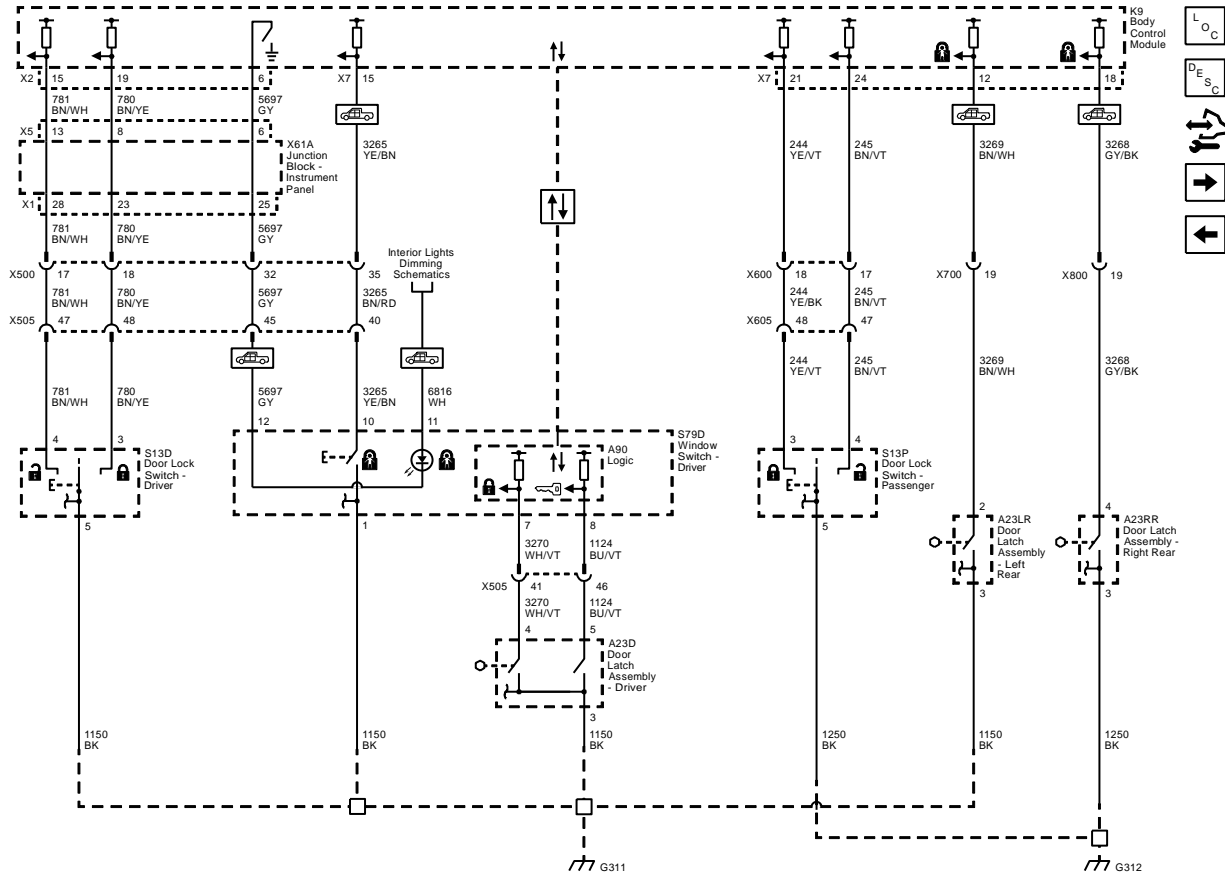 K9
Body
Control
Module
L
O
C
D
E
S
C
X2 15 19 6 X7 15 X7 21 24 12 18
781
BN/WH
780
BN/YE
5697
GY
X5 13 8 6
X61A
Junction
Block -
Instrument
Panel
3265
YE/BN
244
YE/VT
245
BN/VT
3269
BN/WH
3268
GY/BK
X1 28 23 25
781
BN/WH
780
BN/YE
5697
GY
Interior Lights
Dimming
Schematics
X500 17 18 32 35 X600 18 17 X700 19 X800 19
781
BN/WH
780
BN/YE
5697
GY
3265
BN/RD
244
YE/BK
245
BN/VT
X505 47 48 45 40 X605 48 47
781
BN/WH
780
BN/YE
5697
GY
3265
YE/BN
6816
WH
244
YE/VT
245
BN/VT
3269
BN/WH
3268
GY/BK
4 3 12 10 11 3 4
S13D
Door Lock
Switch -
Driver
A90
Logic
S79D
Window
Switch -
Driver
S13P
Door Lock
Switch -
Passenger
5 1 7 8 5 2 4
3270
WH/VT
1124
BU/VT
A23LR
Door
Latch
Assembly
- Left
Rear
A23RR
Door Latch
Assembly -
Right Rear
X505 41 46 3 3
3270
WH/VT
1124
BU/VT
4 5
A23D
Door
Latch
Assembly
- Driver
3
1150
BK
1150
BK
1150
BK
1250
BK
1150
BK
1250
BK
G311 G312